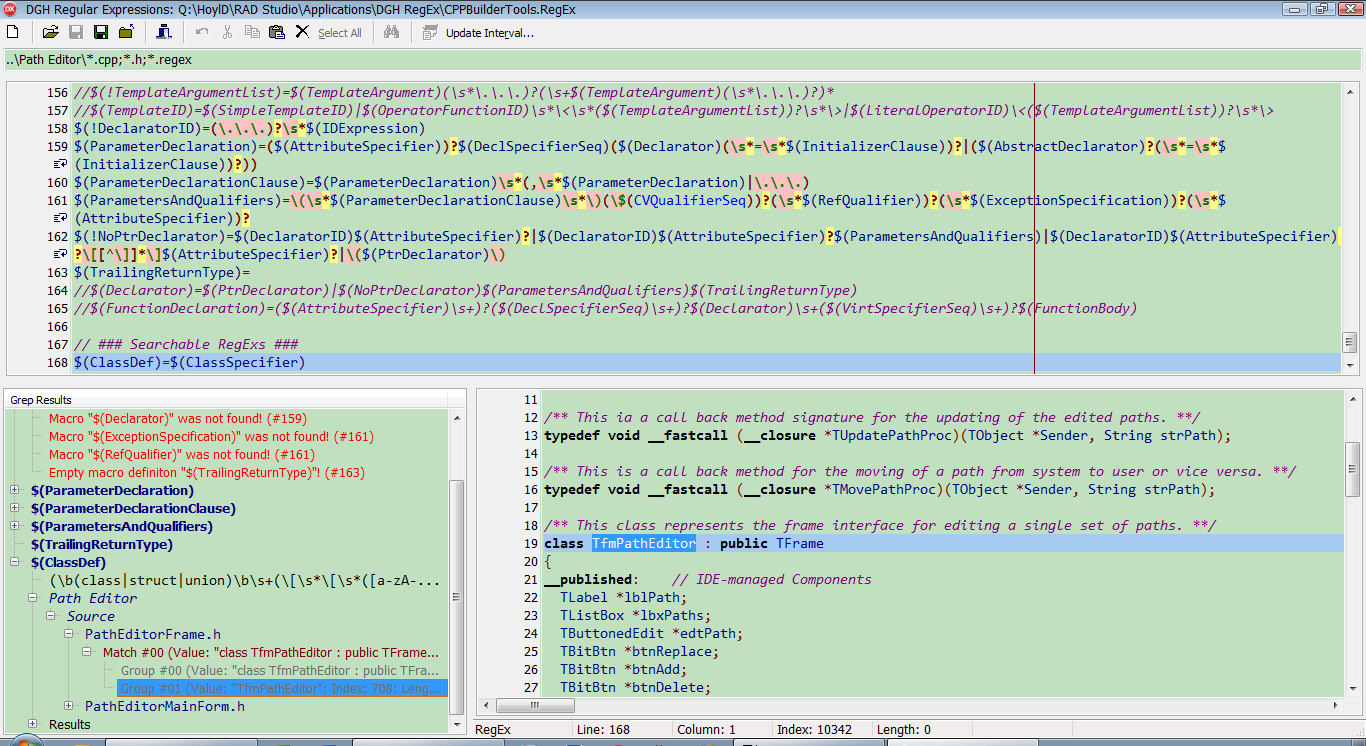 DGH Regular Expressions: Q:\HoylD\RAD Studio\Applications\DGH RegEx\CPPBuilderTools.RegEx
Select All
Update Interval...
..\Path Editor\*.cpp;*.h;*.regex
156 //$(!TemplateArgumentList)=$(TemplateArgument)(\s*\.\.\.)?(\s+$(TemplateArgument)(\s*\.\.\.)?)*
157 //$(TemplateID)=$(SimpleTemplateID)|$(OperatorFunctionID)\s*\<\s*($(TemplateArgumentList))?\s*\>|$(LiteralOperatorID)\<($(TemplateArgumentList))?\s*\>
158 $(!DeclaratorID)=(\.\.\.)?\s*$(IDExpression)
159 $(ParameterDeclaration)=($(AttributeSpecifier))?$(DeclSpecifierSeq)($(Declarator)(\s*=\s*$(InitializerClause))?|($(AbstractDeclarator)?(\s*=\s*$
(InitializerClause))?))
160 $(ParameterDeclarationClause)=$(ParameterDeclaration)\s*(,\s*$(ParameterDeclaration)|\.\.\.)
161 $(ParametersAndQualifiers)=\(\s*$(ParameterDeclarationClause)\s*\)(\$(CVQualifierSeq))?(\s*$(RefQualifier))?(\s*$(ExceptionSpecification))?(\s*$
(AttributeSpecifier))?
162 $(!NoPtrDeclarator)=$(DeclaratorID)$(AttributeSpecifier)?|$(DeclaratorID)$(AttributeSpecifier)?$(ParametersAndQualifiers)|$(DeclaratorID)$(AttributeSpecifier)
?\[[^\]]*\]$(AttributeSpecifier)?|\($(PtrDeclarator)\)
163 $(TrailingReturnType)=
164 //$(Declarator)=$(PtrDeclarator)|$(NoPtrDeclarator)$(ParametersAndQualifiers)$(TrailingReturnType)
165 //$(FunctionDeclaration)=($(AttributeSpecifier)\s+)?($(DeclSpecifierSeq)\s+)?$(Declarator)\s+($(VirtSpecifierSeq)\s+)?$(FunctionBody)
166
167 // ### Searchable RegExs ###
168 $(ClassDef)=$(ClassSpecifier)
Grep Results
Macro "$(Declarator)" was not found! (#159)
Macro "$(ExceptionSpecification)" was not found! (#161)
Macro "$(RefQualifier)" was not found! (#161)
Empty macro definiton "$(TrailingReturnType)"! (#163)
$(ParameterDeclaration)
$(ParameterDeclarationClause)
$(ParametersAndQualifiers)
$(TrailingReturnType)
$(ClassDef)
(\b(class|struct|union)\b\s+(\[\s*\[\s*([a-zA-...
Path Editor
Source
PathEditorFrame.h
Match #00 (Value: "class TfmPathEditor : public TFrame...
Group #00 (Value: "class TfmPathEditor : public TFra...
Group #01 (Value: "TfmPathEditor"; Index: 708; Leng...
PathEditorMainForm.h
Results
11
12 /** This ia a call back method signature for the updating of the edited paths. **/
13 typedef void __fastcall (__closure *TUpdatePathProc)(TObject *Sender, String strPath);
14
15 /** This is a call back method for the moving of a path from system to user or vice versa. **/
16 typedef void __fastcall (__closure *TMovePathProc)(TObject *Sender, String strPath);
17
18 /** This class represents the frame interface for editing a single set of paths. **/
19 class TfmPathEditor : public TFrame
20 {
21 __published: // IDE-managed Components
22 TLabel *lblPath;
23 TListBox *lbxPaths;
24 TButtonedEdit *edtPath;
25 TBitBtn *btnReplace;
26 TBitBtn *btnAdd;
27 TBitBtn *btnDelete;
RegEx Line: 168 Column: 1 Index: 10342 Length: 0